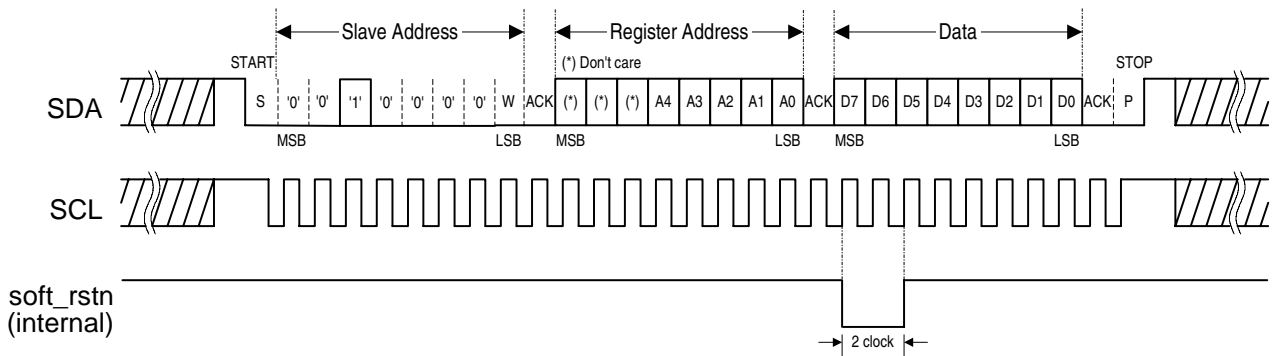 Slave Address Register Address Data
START (*) Don't care STOP
SDA S '0' '0' '1' '0' '0' '0' '0' W ACK (*) (*) (*) A4 A3 A2 A1 A0 ACK D7 D6 D5 D4 D3 D2 D1 D0 ACK P
MSB LSB MSB LSB MSB LSB
SCL
soft_rstn
(internal)
2 clock